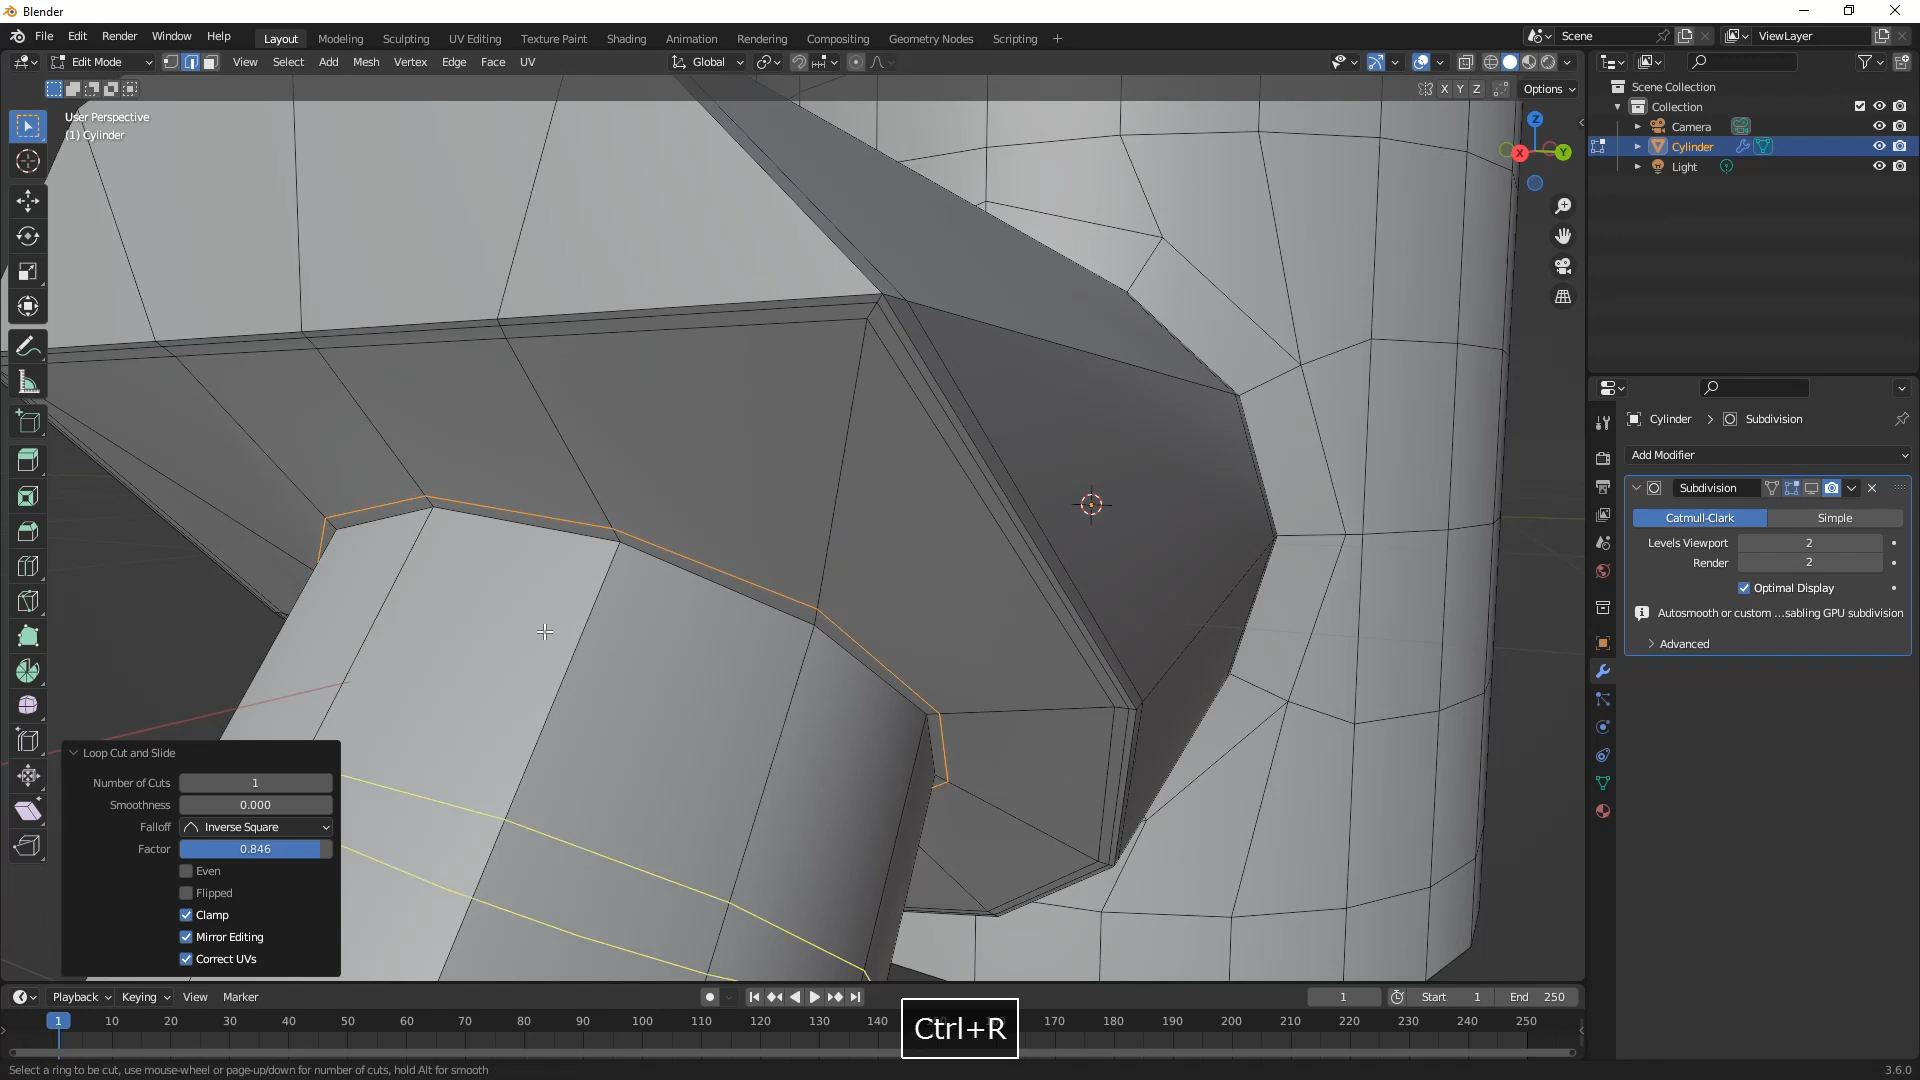 Blender
File Edit Render Window Help
Layout Modeling Sculpting UV Editing Texture Paint Shading Animation Rendering Compositing Geometry Nodes Scripting +
Scene
ViewLayer
Edit Mode
View Select Add Mesh Vertex Edge Face UV
Global
X Y Z
Options
User Perspective
(1) Cylinder
Z
X
Y
Scene Collection
Collection
Camera
Cylinder
Light
Cylinder > Subdivision
Add Modifier
Subdivision
Catmull-Clark Simple
Levels Viewport 2
Render 2
Optimal Display
Autosmooth or custom ...sabling GPU subdivision
Advanced
Loop Cut and Slide
Number of Cuts 1
Smoothness 0.000
Falloff Inverse Square
Factor 0.846
Even
Flipped
Clamp
Mirror Editing
Correct UVs
Playback Keying View Marker
1
Start 1
End 250
1 10 20 30 40 50 60 70 80 90 100 110 120 130 140 170 180 190 200 210 220 230 240 250
Ctrl+R
Select a ring to be cut, use mouse-wheel or page-up/down for number of cuts, hold Alt for smooth
3.6.0